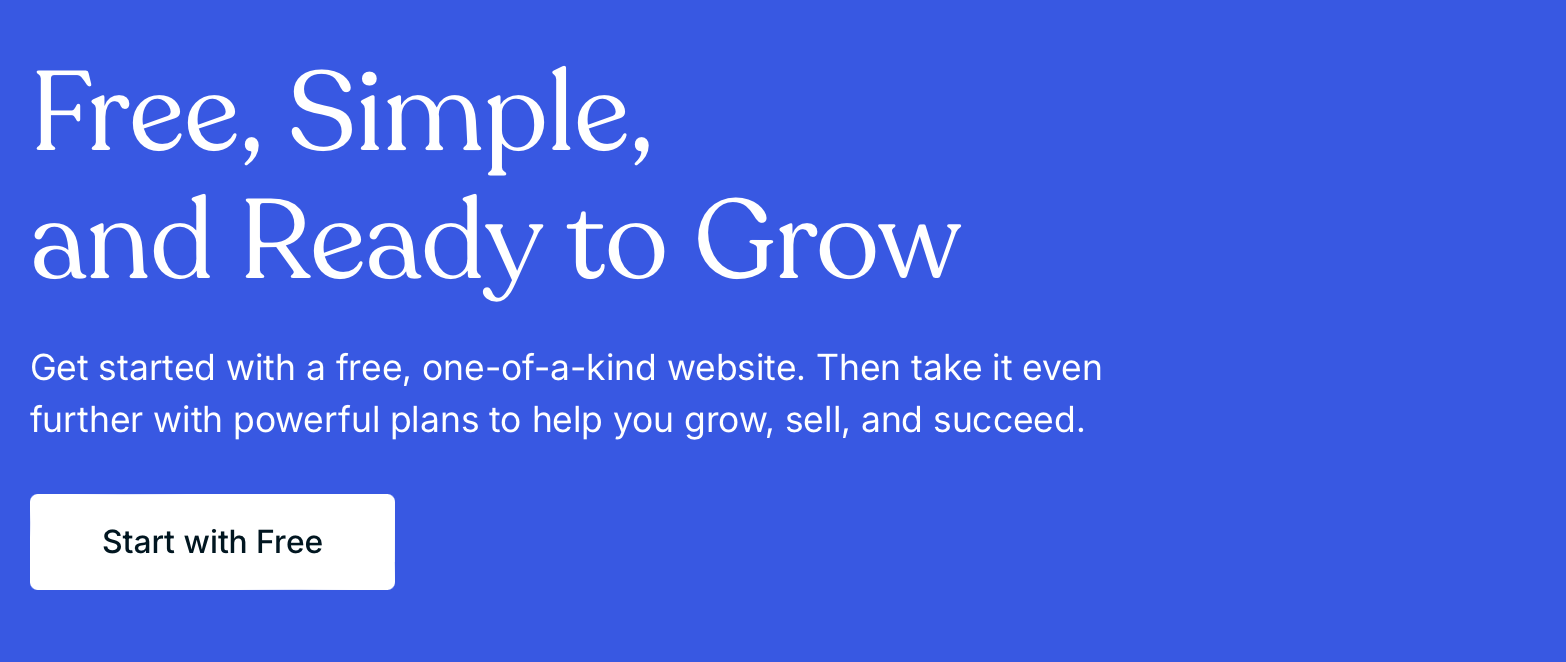 Free, Simple,
and Ready to Grow
Get started with a free, one-of-a-kind website. Then take it even
further with powerful plans to help you grow, sell, and succeed.
Start with Free